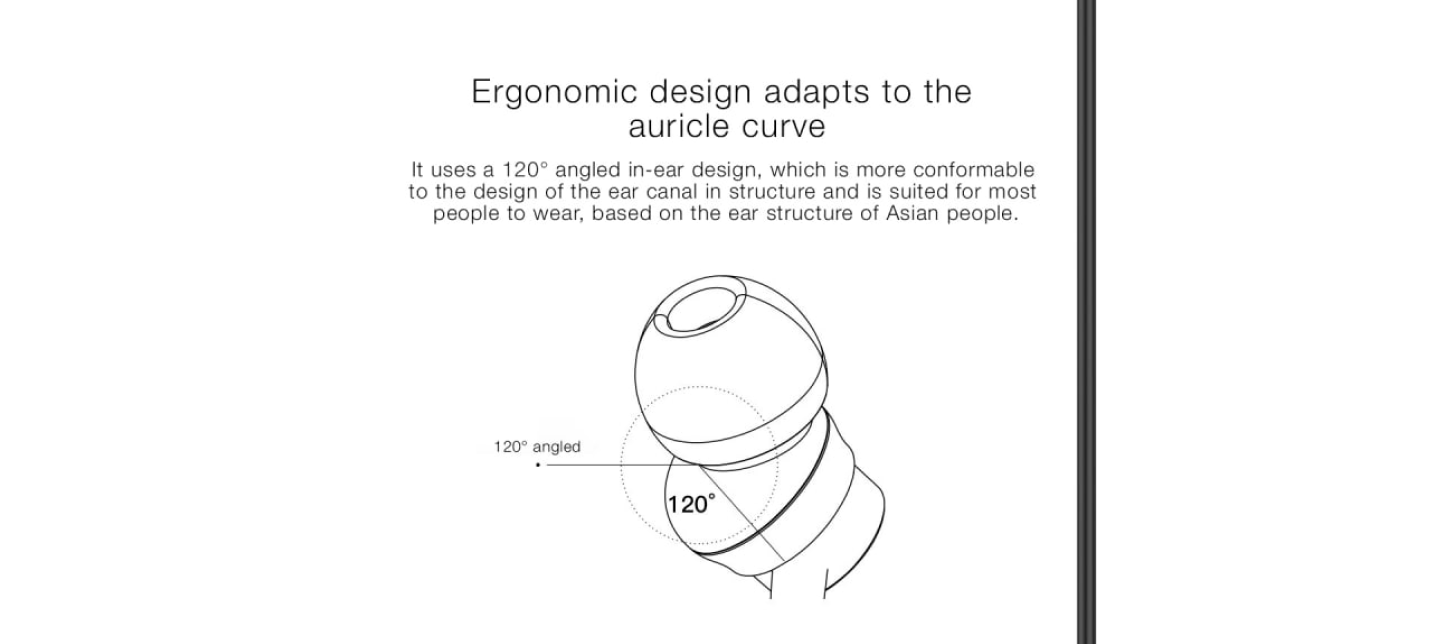 Ergonomic design adapts to the
auricle curve
It uses a 120° angled in-ear design, which is more conformable
to the design of the ear canal in structure and is suited for most
people to wear, based on the ear structure of Asian people.
120° angled
120°